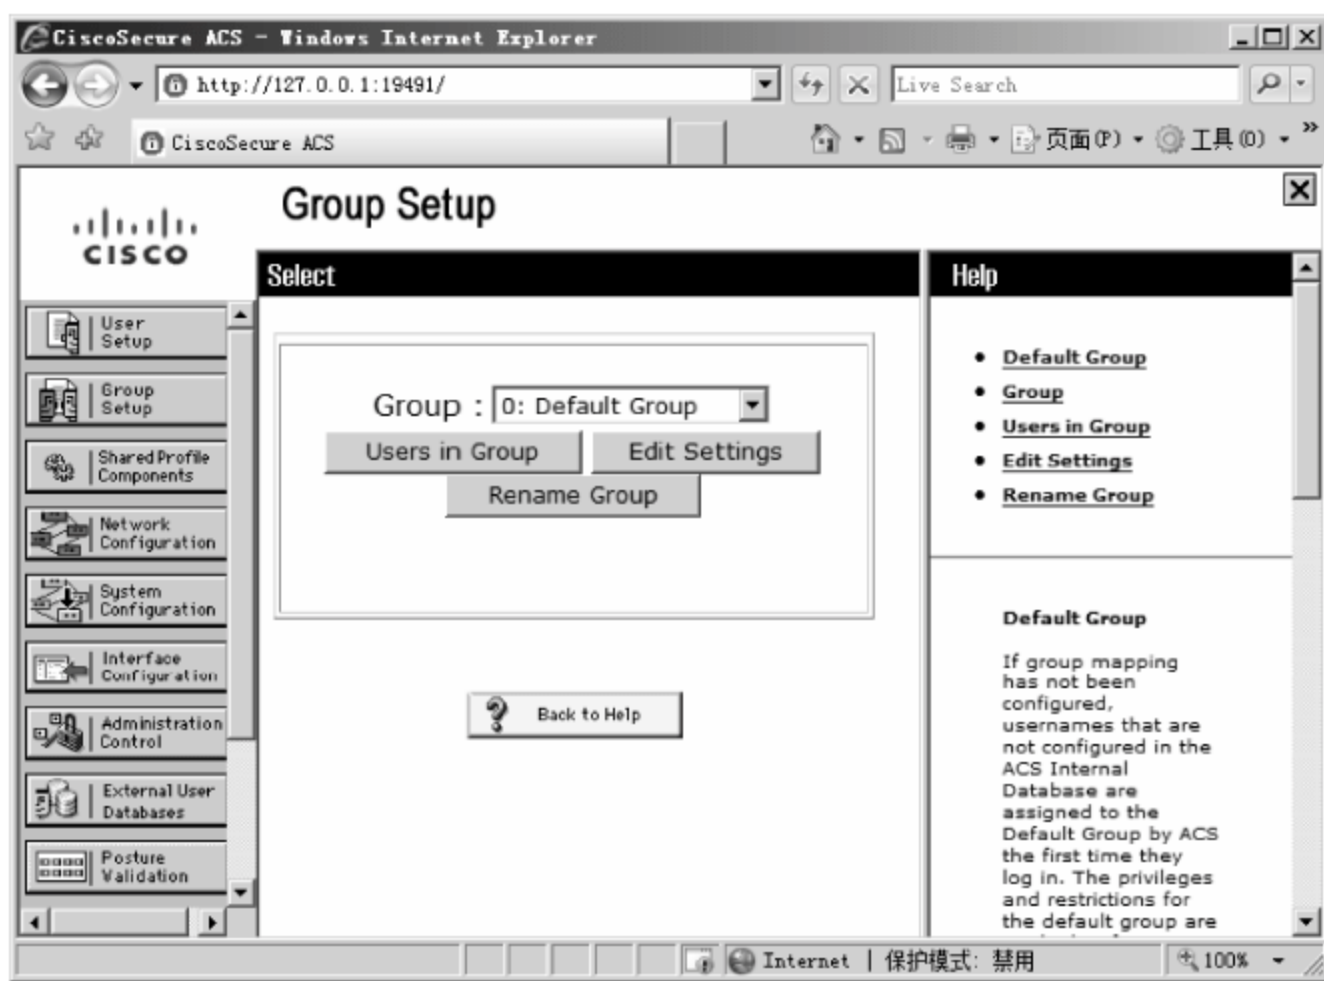 CiscoSecure ACS - Windows Internet Explorer
http://127.0.0.1:19491/
Live Search
CiscoSecure ACS
页面(P)
工具(O)
»
CISCO
Group Setup
Select
Help
User
Setup
Group
Setup
Shared Profile
Components
Network
Configuration
System
Configuration
Interface
Configuration
Administration
Control
External User
Databases
Posture
Validation
Group : 0: Default Group
Users in Group
Edit Settings
Rename Group
Back to Help
• Default Group
• Group
• Users in Group
• Edit Settings
• Rename Group
Default Group
If group mapping
has not been
configured,
usernames that are
not configured in the
ACS Internal
Database are
assigned to the
Default Group by ACS
the first time they
log in. The privileges
and restrictions for
the default group are
Internet | 保护模式: 禁用
100%